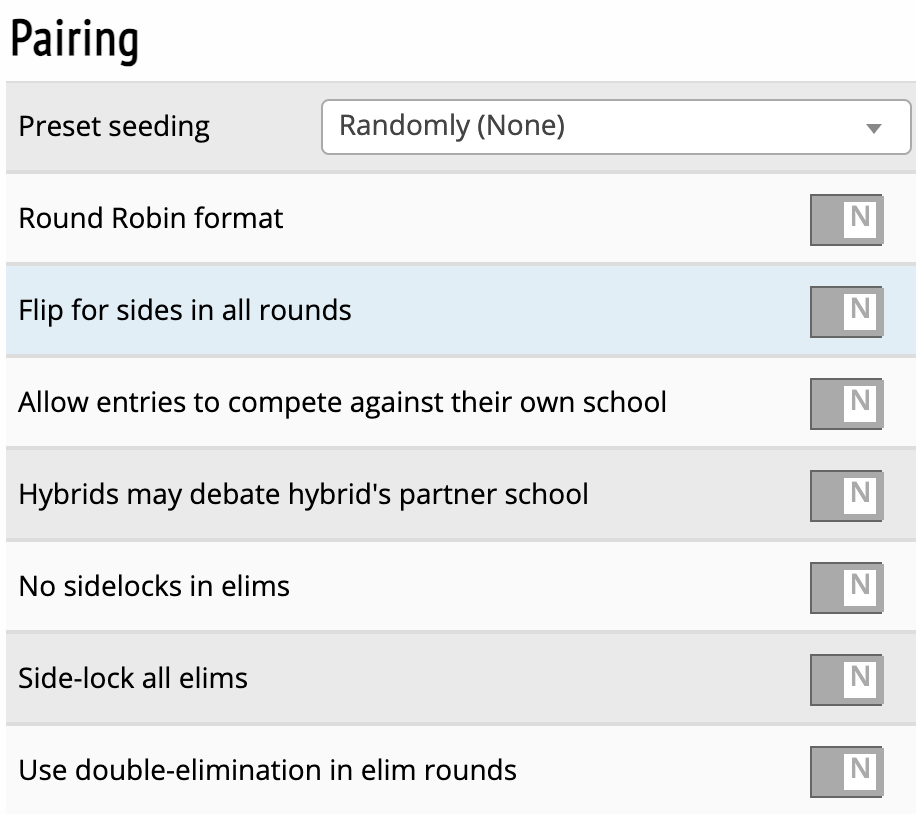 Pairing
Preset seeding Randomly (None)
Round Robin format N
Flip for sides in all rounds N
Allow entries to compete against their own school N
Hybrids may debate hybrid's partner school N
No sidelocks in elims N
Side-lock all elims N
Use double-elimination in elim rounds N